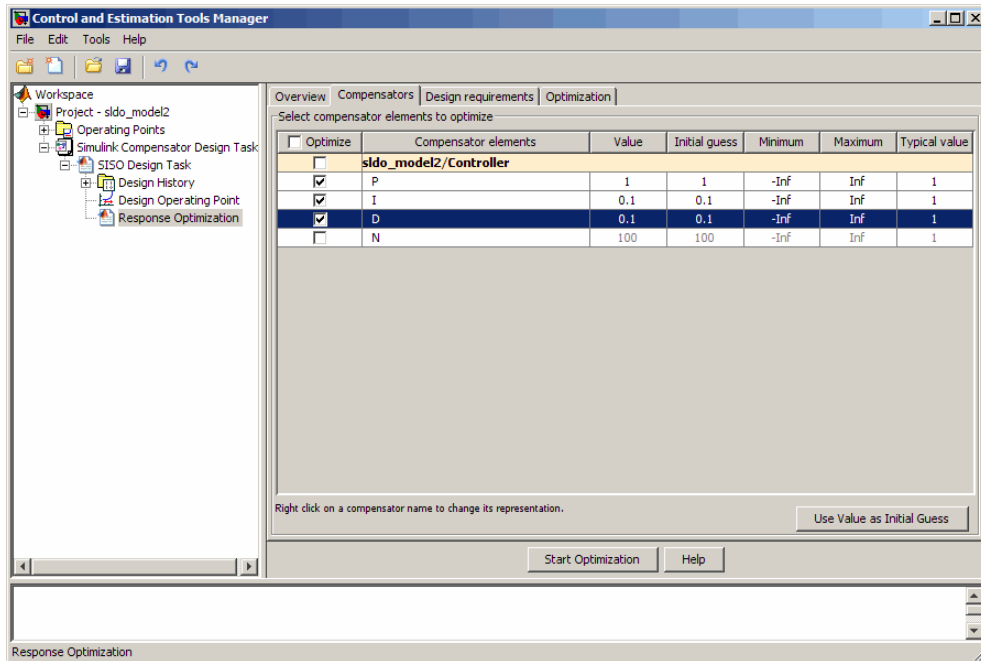 Control and Estimation Tools Manager
File Edit Tools Help
Workspace
Project - sldo_model2
Operating Points
Simulink Compensator Design Task
SISO Design Task
Design History
Design Operating Point
Response Optimization
Overview Compensators Design requirements Optimization
Select compensator elements to optimize
Optimize Compensator elements Value Initial guess Minimum Maximum Typical value
sldo_model2/Controller
P 1 1 -Inf Inf 1
I 0.1 0.1 -Inf Inf 1
D 0.1 0.1 -Inf Inf 1
N 100 100 -Inf Inf 1
Right click on a compensator name to change its representation.
Use Value as Initial Guess
Start Optimization Help
Response Optimization